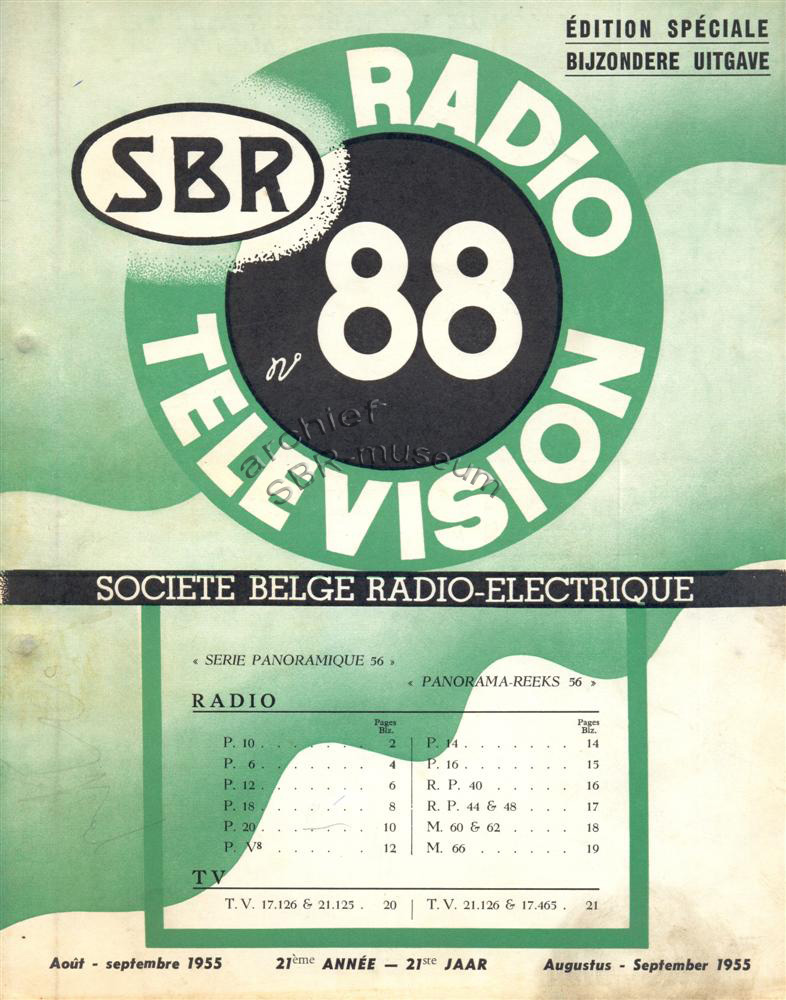 ÉDITION SPÉCIALE
BIJZONDERE UITGAVE
SBR
RADIO
TELEVISION
n° 88
archief
SBR-museum
SOCIETE BELGE RADIO-ELECTRIQUE
« SERIE PANORAMIQUE 56 »
« PANORAMA-REEKS 56 »
RADIO
Pages
Blz.
P. 10 . . . . . . . 2
P. 6 . . . . . . . 4
P. 12 . . . . . . . 6
P. 18 . . . . . . . 8
P. 20 . . . . . . . 10
P. V8 . . . . . . . 12
Pages
Blz.
P. 14 . . . . . . . 14
P. 16 . . . . . . . 15
R. P. 40 . . . . . 16
R. P. 44 & 48 . . . 17
M. 60 & 62 . . . . . 18
M. 66 . . . . . . . 19
TV
T. V. 17.126 & 21.125 . 20
T. V. 21.126 & 17.465 . 21
Août - septembre 1955
21ème ANNÉE — 21ste JAAR
Augustus - September 1955